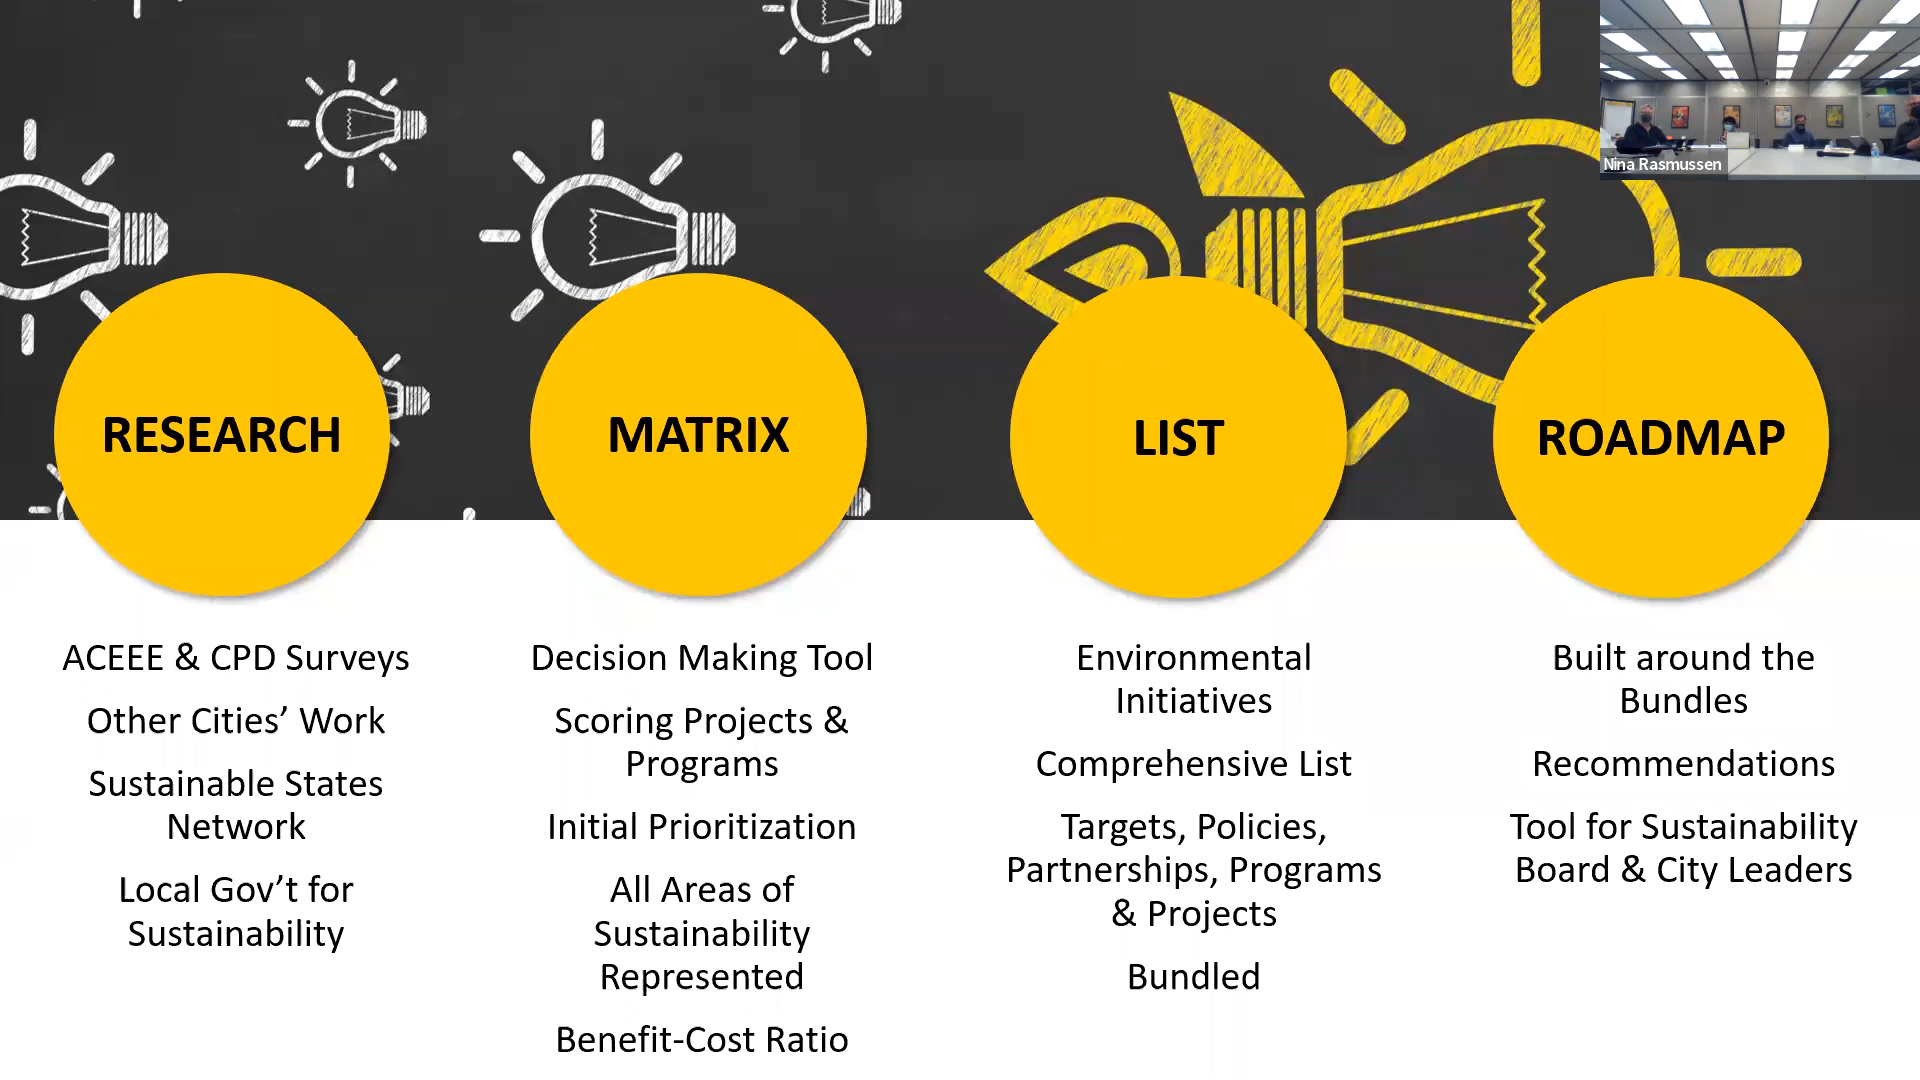 Nina Rasmussen
RESEARCH
ACEEE & CPD Surveys
Other Cities’ Work
Sustainable States
Network
Local Gov’t for
Sustainability
MATRIX
Decision Making Tool
Scoring Projects &
Programs
Initial Prioritization
All Areas of
Sustainability
Represented
Benefit-Cost Ratio
LIST
Environmental
Initiatives
Comprehensive List
Targets, Policies,
Partnerships, Programs
& Projects
Bundled
ROADMAP
Built around the
Bundles
Recommendations
Tool for Sustainability
Board & City Leaders